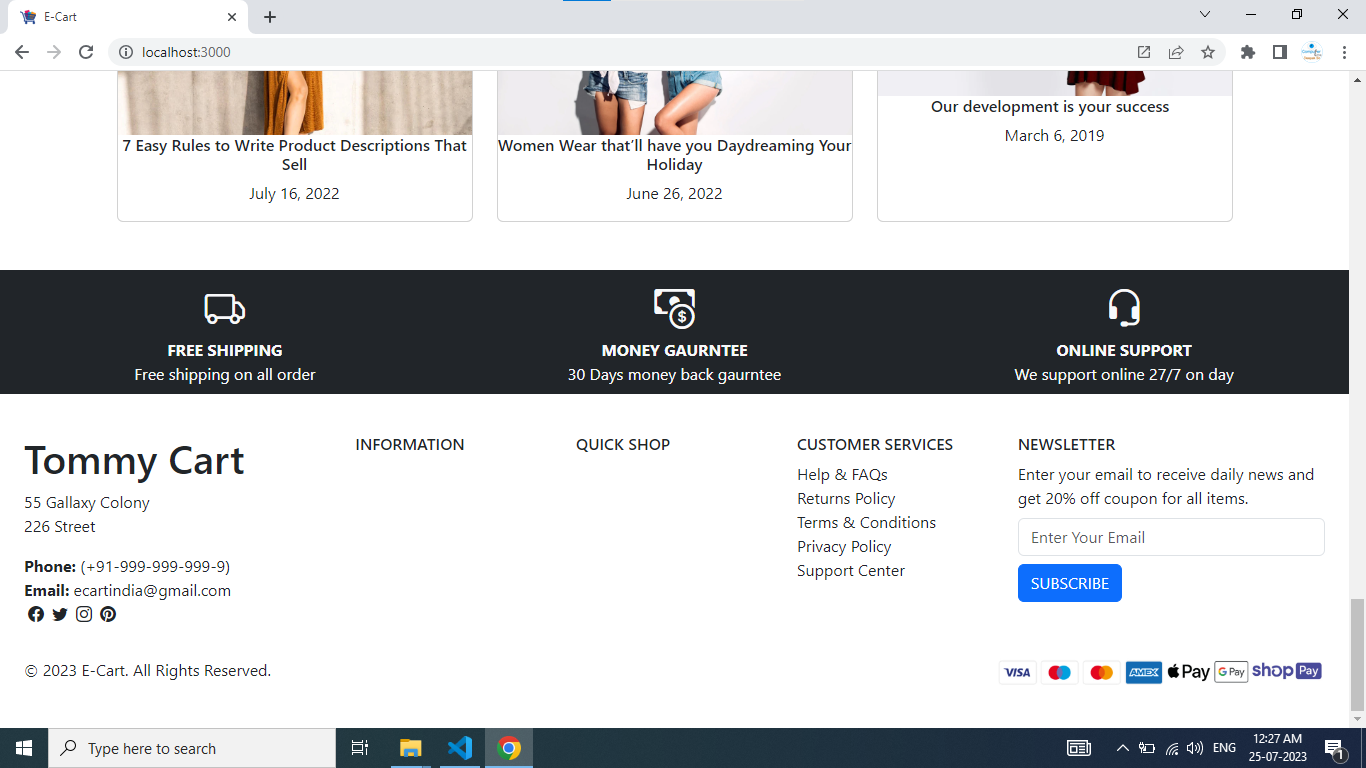 E-Cart
localhost:3000
7 Easy Rules to Write Product Descriptions That
Sell
July 16, 2022
Women Wear that’ll have you Daydreaming Your
Holiday
June 26, 2022
Our development is your success
March 6, 2019
FREE SHIPPING
Free shipping on all order
MONEY GAURNTEE
30 Days money back gaurntee
ONLINE SUPPORT
We support online 27/7 on day
Tommy Cart
55 Gallaxy Colony
226 Street
Phone: (+91-999-999-999-9)
Email: ecartindia@gmail.com
INFORMATION
QUICK SHOP
CUSTOMER SERVICES
Help & FAQs
Returns Policy
Terms & Conditions
Privacy Policy
Support Center
NEWSLETTER
Enter your email to receive daily news and
get 20% off coupon for all items.
Enter Your Email
SUBSCRIBE
© 2023 E-Cart. All Rights Reserved.
VISA AMEX Pay G Pay shop Pay
Type here to search
ENG
12:27 AM
25-07-2023
1